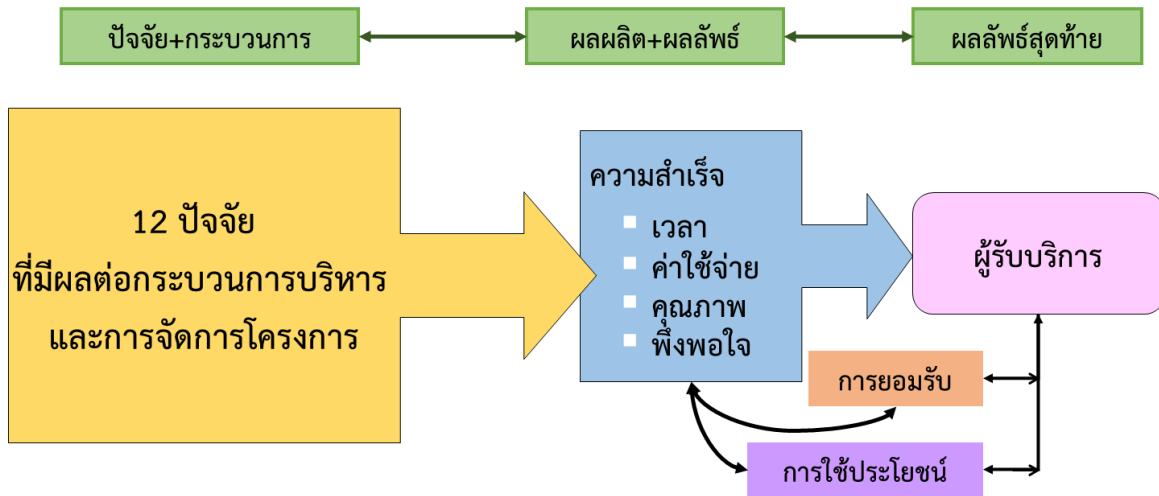 ปัจจัย+กระบวนการ
ผลผลิต+ผลลัพธ์
ผลลัพธ์สุดท้าย
12 ปัจจัย
ที่มีผลต่อกระบวนการบริหาร
และการจัดการโครงการ
ความสำเร็จ
เวลา
ค่าใช้จ่าย
คุณภาพ
พึงพอใจ
ผู้รับบริการ
การยอมรับ
การใช้ประโยชน์